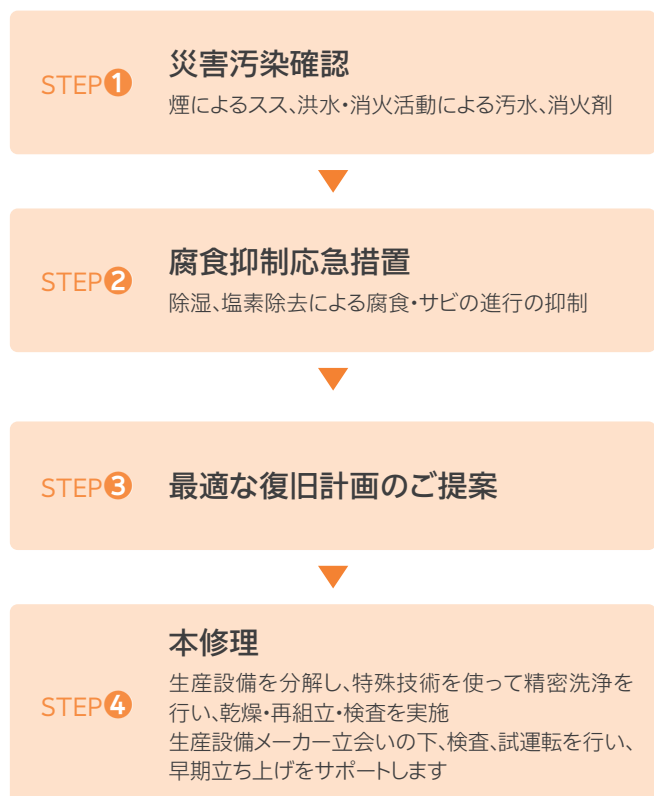 STEP❶
災害汚染確認
煙によるスス、洪水・消火活動による汚水、消火剤
STEP❷
腐食抑制応急措置
除湿、塩素除去による腐食・サビの進行の抑制
STEP❸
最適な復旧計画のご提案
STEP❹
本修理
生産設備を分解し、特殊技術を使って精密洗浄を
行い、乾燥・再組立・検査を実施
生産設備メーカー立会いの下、検査、試運転を行い、
早期立ち上げをサポートします